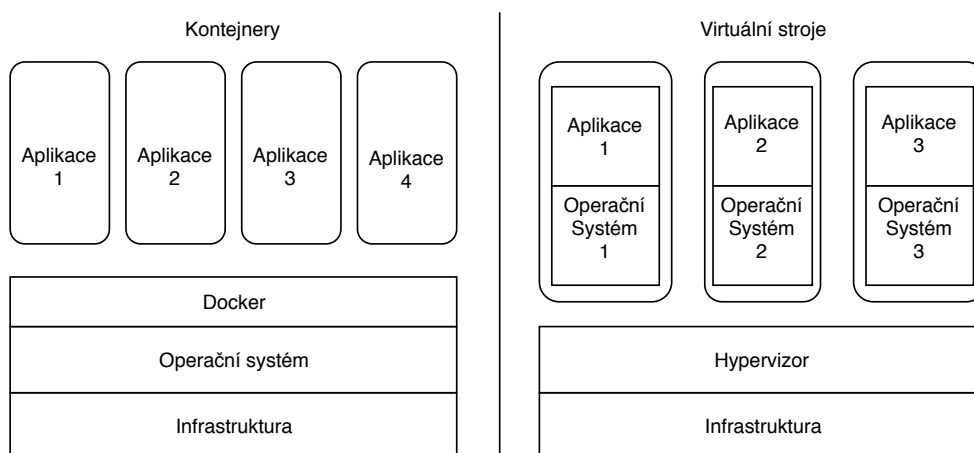 Kontejnery
Aplikace
1
Aplikace
2
Aplikace
3
Aplikace
4
Docker
Operační systém
Infrastruktura
Virtuální stroje
Aplikace
1
Operační
Systém
1
Aplikace
2
Operační
Systém
2
Aplikace
3
Operační
Systém
3
Hypervizor
Infrastruktura